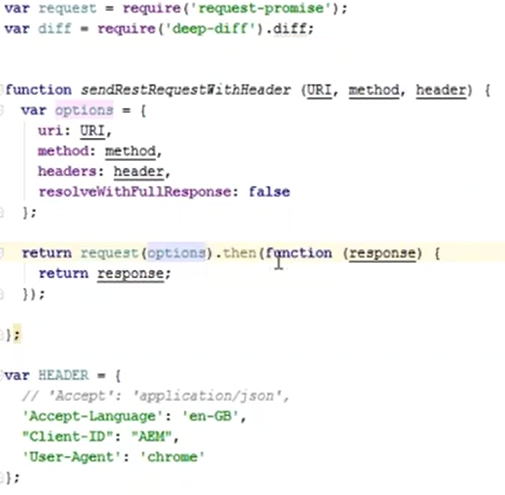 var request = require('request-promise');
var diff = require('deep-diff').diff;
function sendRestRequestWithHeader (URI, method, header) {
var options = {
uri: URI,
method: method,
headers: header,
resolveWithFullResponse: false
};
return request(options).then(function (response) {
return response;
});
};
var HEADER = {
// 'Accept': 'application/json',
'Accept-Language': 'en-GB',
"Client-ID": "AEM",
'User-Agent': 'chrome'
};